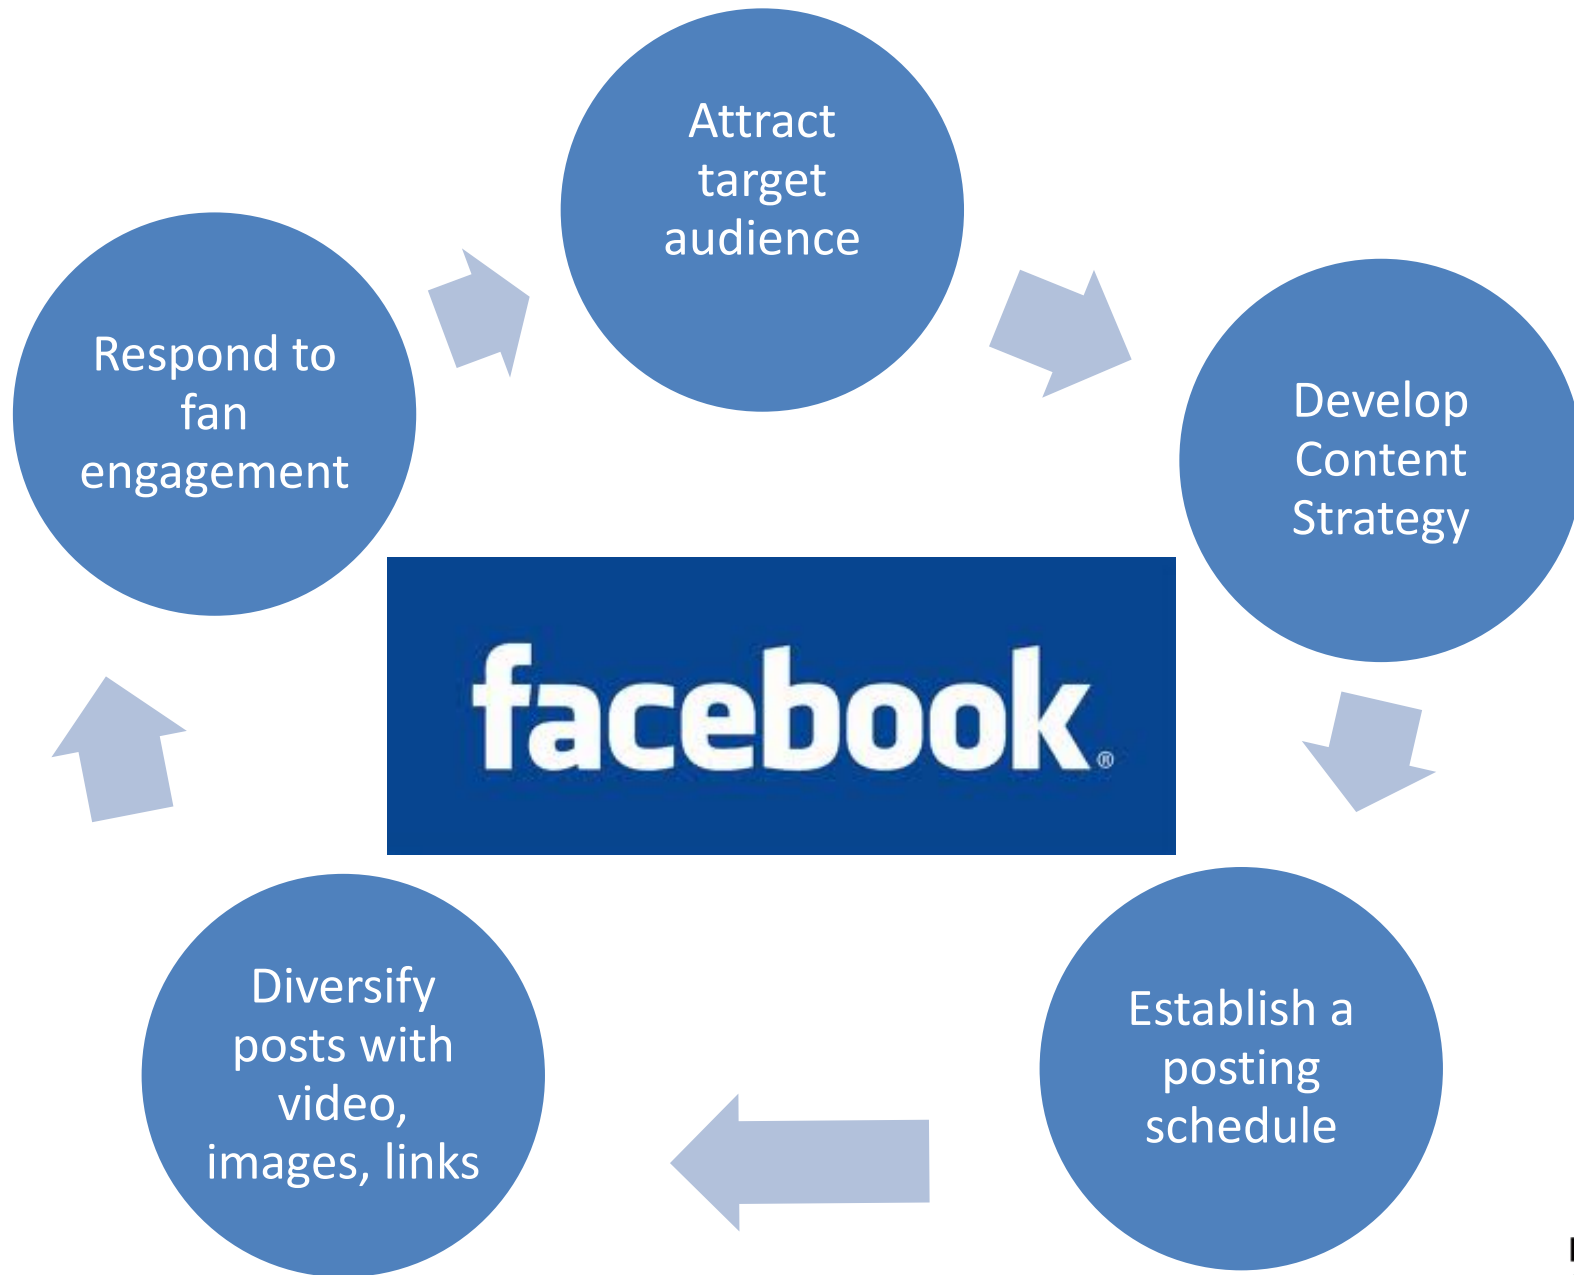 Attract
target
audience
Develop
Content
Strategy
Establish a
posting
schedule
Diversify
posts with
video,
images, links
Respond to
fan
engagement
facebook®